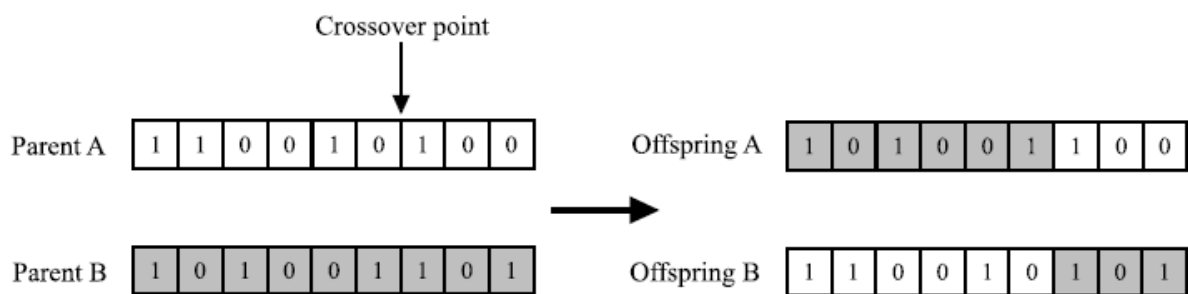 Crossover point
Parent A 1 1 0 0 1 0 1 0 0
Offspring A 1 0 1 0 0 1 1 0 0
Parent B 1 0 1 0 0 1 1 0 1
Offspring B 1 1 0 0 1 0 1 0 1